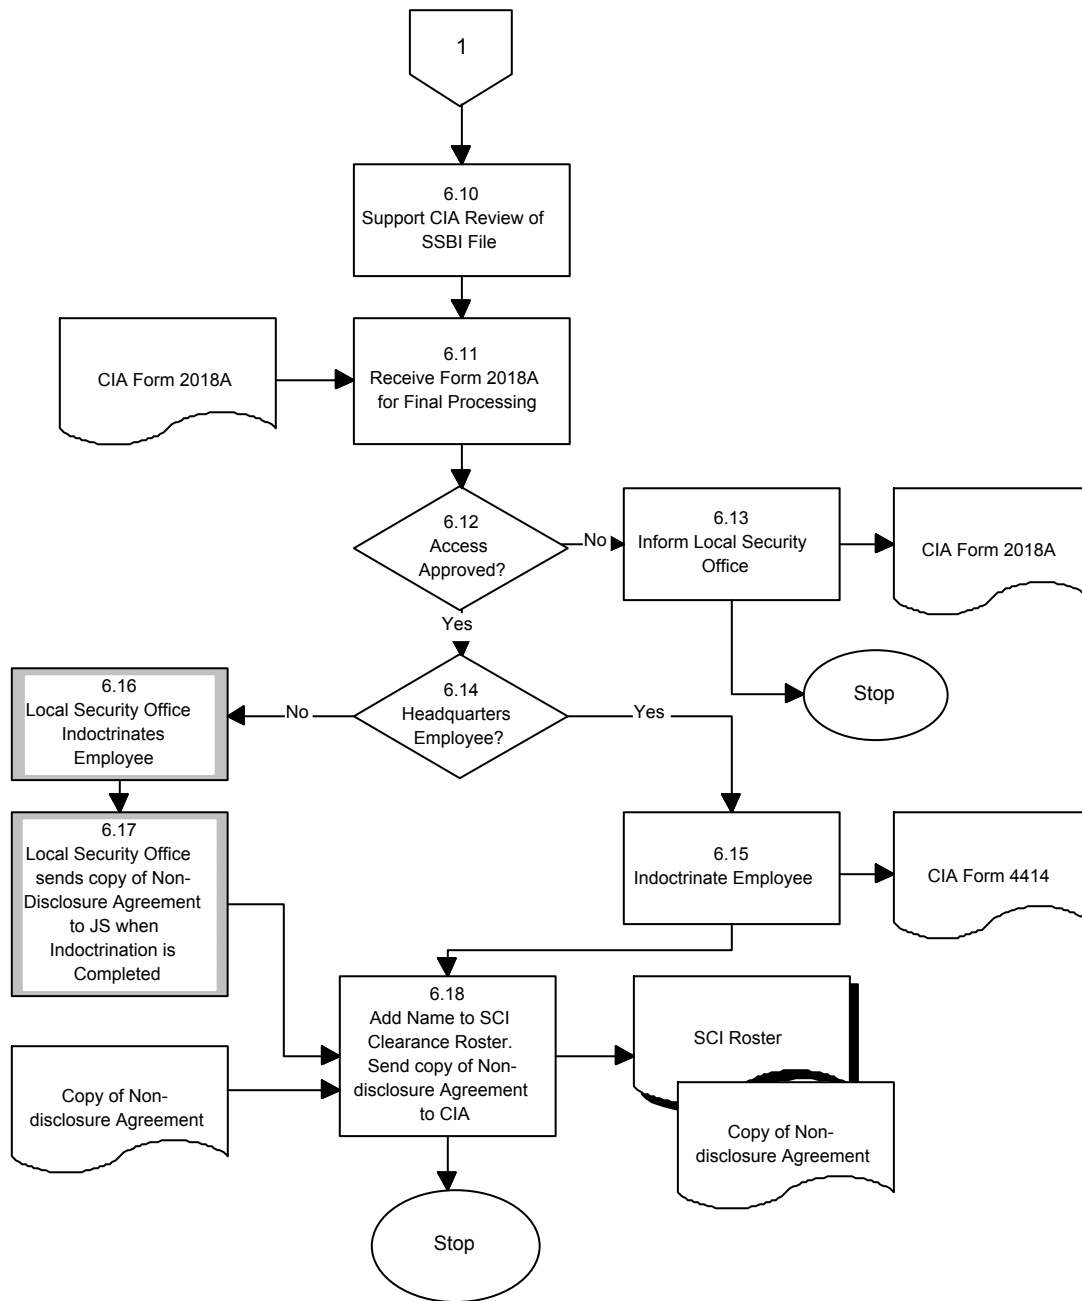 1
6.10
Support CIA Review of
SSBI File
CIA Form 2018A
6.11
Receive Form 2018A
for Final Processing
6.12
Access
Approved?
No
6.13
Inform Local Security
Office
CIA Form 2018A
Yes
Stop
6.14
Headquarters
Employee?
No
Yes
6.16
Local Security Office
Indoctrinates
Employee
6.17
Local Security Office
sends copy of Non-
Disclosure Agreement
to JS when
Indoctrination is
Completed
6.15
Indoctrinate Employee
CIA Form 4414
6.18
Add Name to SCI
Clearance Roster.
Send copy of Non-
disclosure Agreement
to CIA
Copy of Non-
disclosure Agreement
SCI Roster
Copy of Non-
disclosure Agreement
Stop